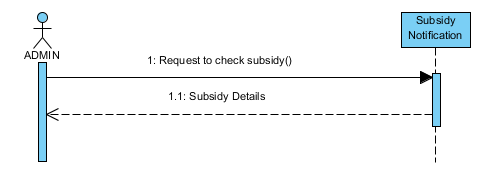 Subsidy
Notification
ADMIN
1: Request to check subsidy()
1.1: Subsidy Details